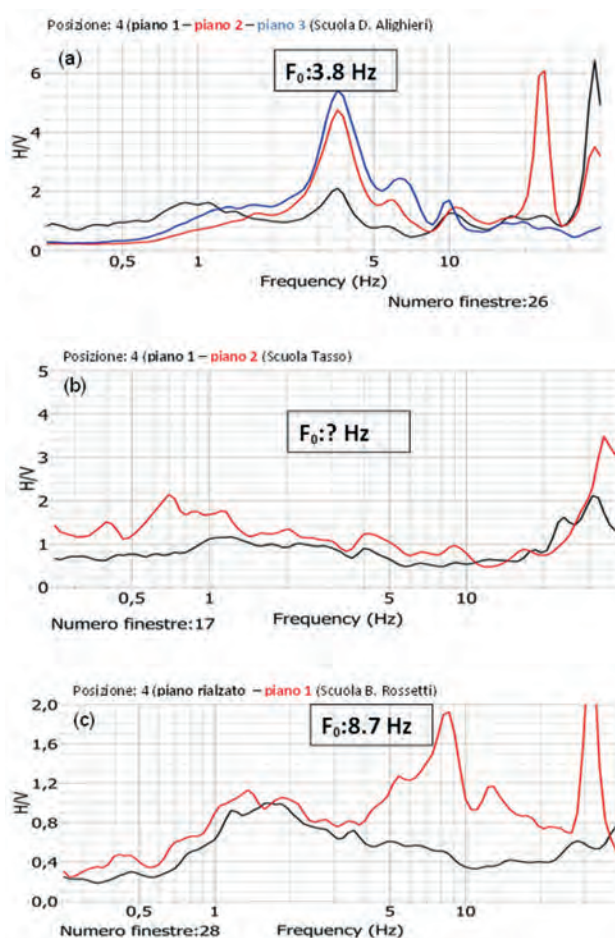 Posizione: 4 (piano 1 – piano 2 – piano 3 (Scuola D. Alighieri)
(a)
F₀:3.8 Hz
6
4
2
0
H/V
0,5 1 5 10
Frequency (Hz)
Numero finestre:26
Posizione: 4 (piano 1 – piano 2 (Scuola Tasso)
(b)
F₀:? Hz
5
4
3
2
1
0
H/V
0,5 1 5 10
Numero finestre:17 Frequency (Hz)
Posizione: 4 (piano rialzato – piano 1 (Scuola B. Rossetti)
(c)
F₀:8.7 Hz
2,0
1,6
1,2
0,8
0,4
0,0
H/V
0,5 1 5 10
Numero finestre:28 Frequency (Hz)